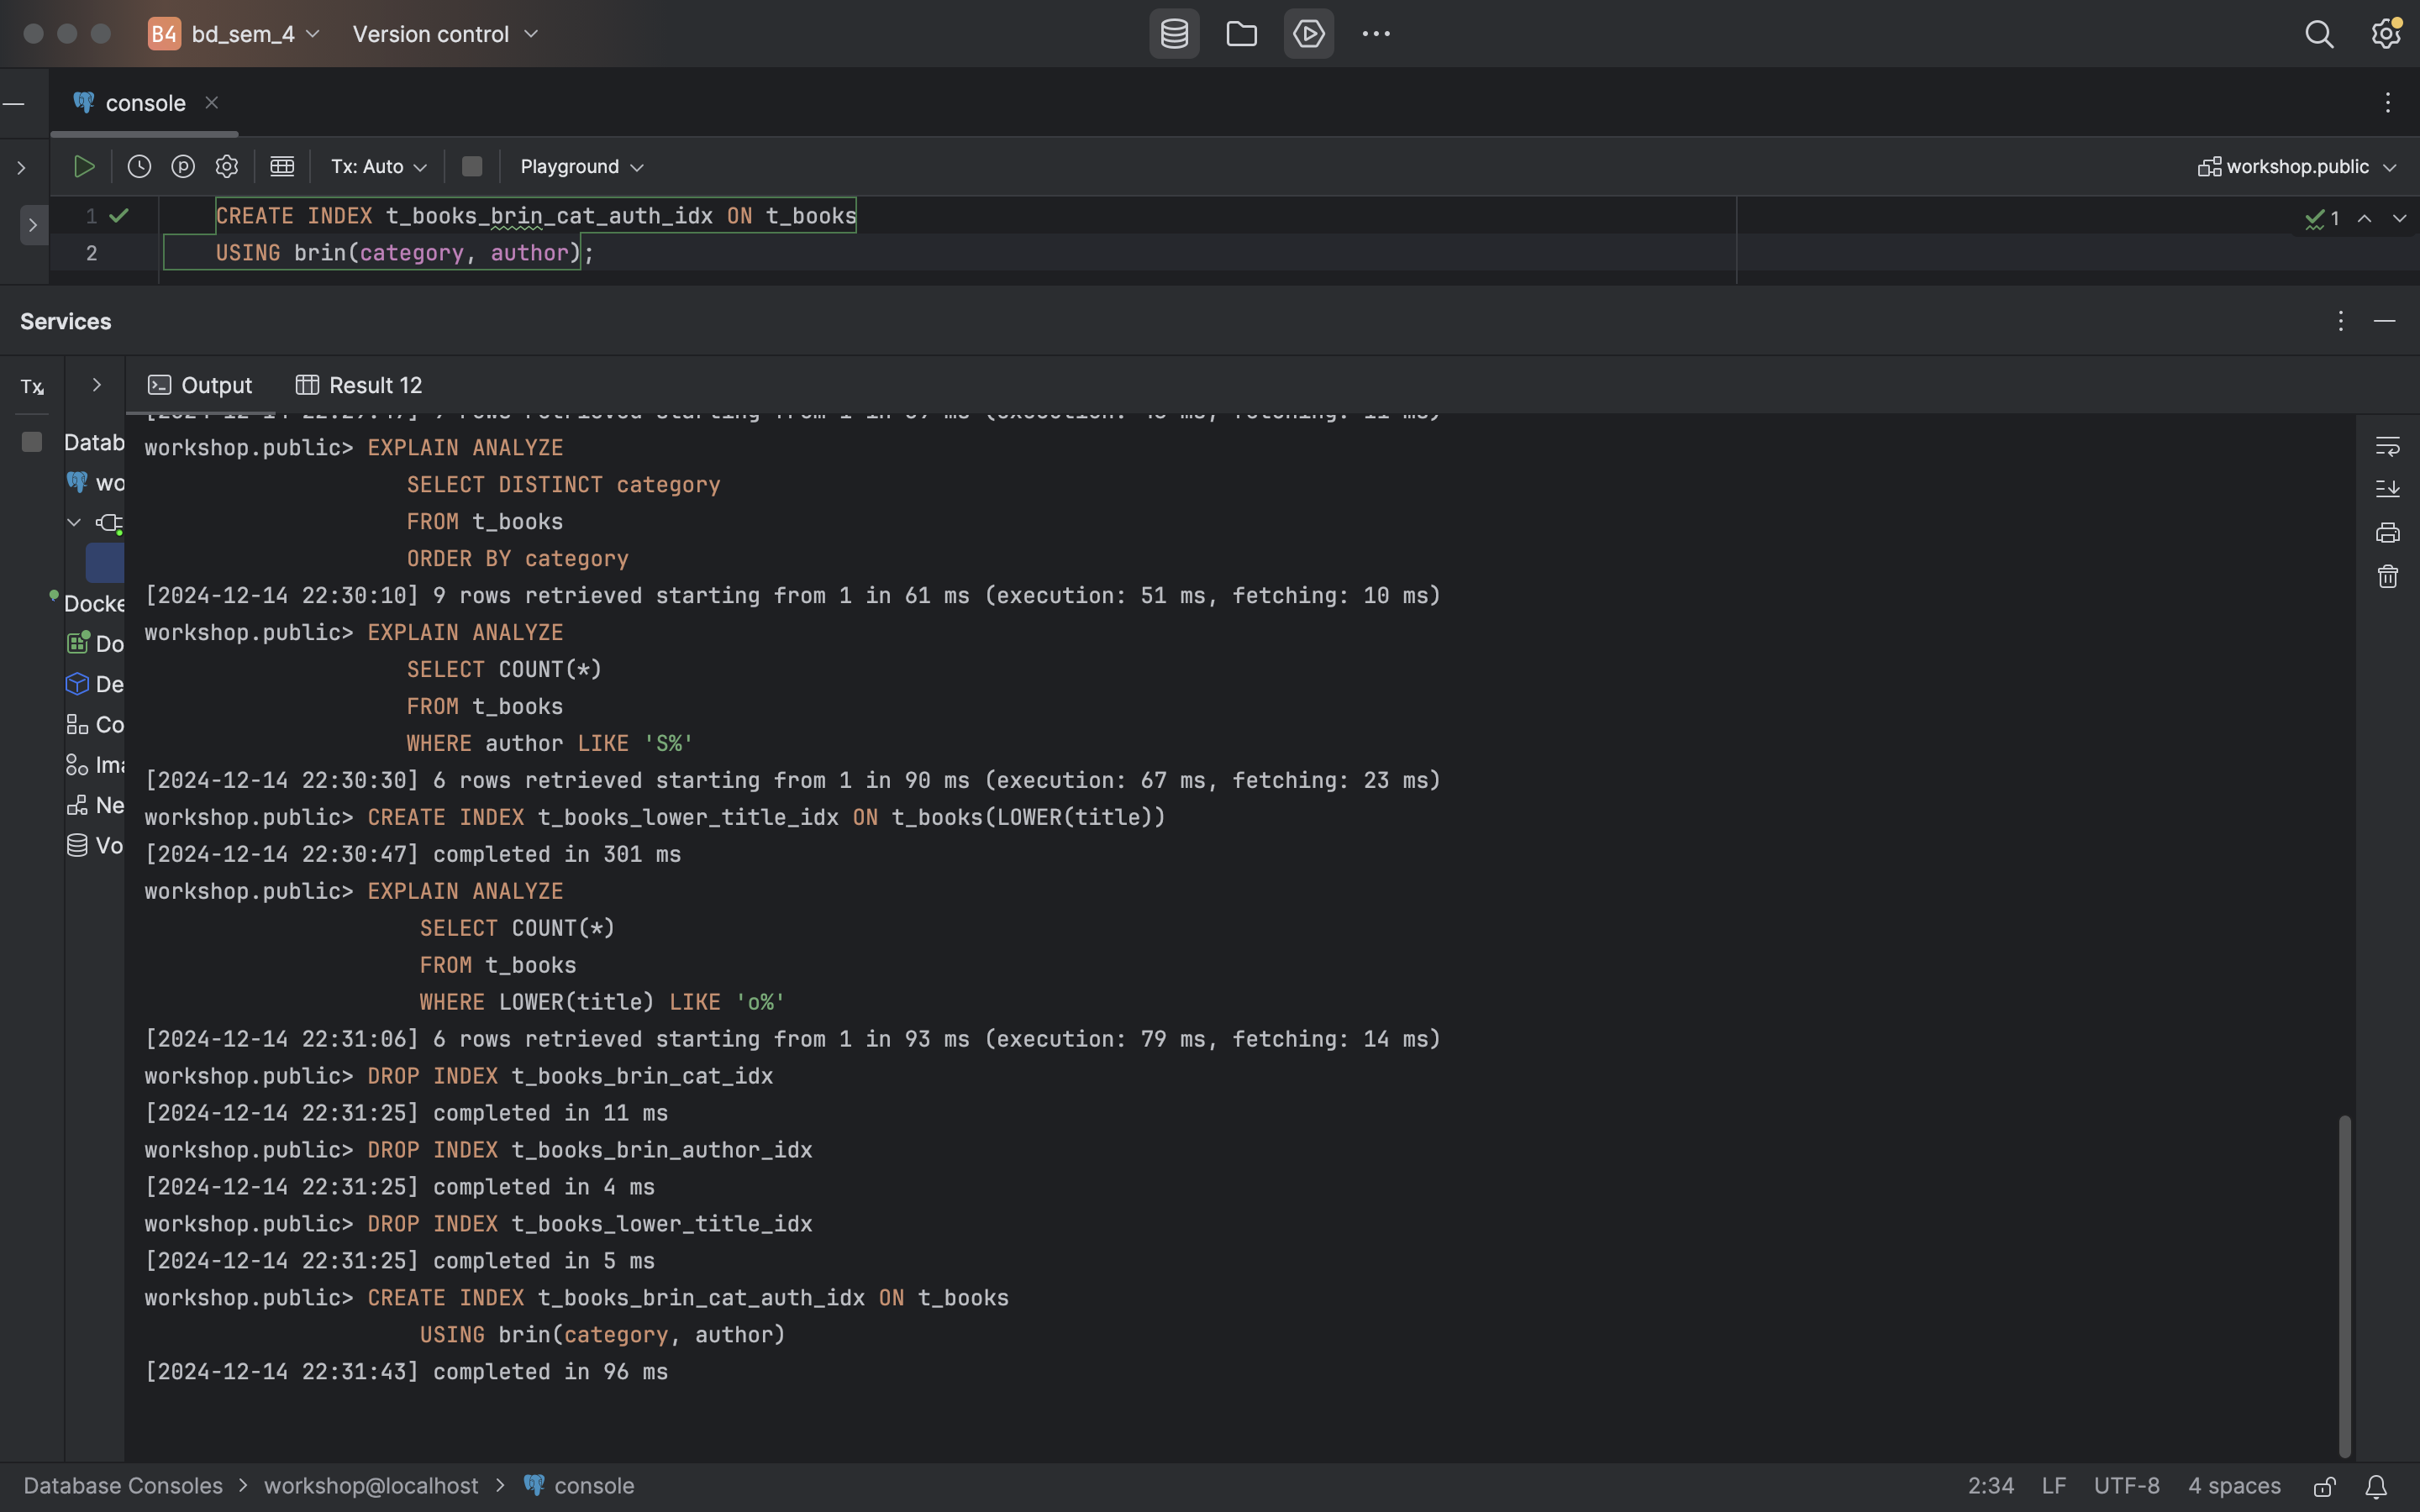 B4 bd_sem_4 Version control
console
Tx: Auto Playground workshop.public
1 CREATE INDEX t_books_brin_cat_auth_idx ON t_books 1
2 USING brin(category, author);
Services
Tx Output Result 12
Datab
wo
Docke
Do
De
Co
Ima
Ne
Vo
workshop.public> EXPLAIN ANALYZE
SELECT DISTINCT category
FROM t_books
ORDER BY category
[2024-12-14 22:30:10] 9 rows retrieved starting from 1 in 61 ms (execution: 51 ms, fetching: 10 ms)
workshop.public> EXPLAIN ANALYZE
SELECT COUNT(*)
FROM t_books
WHERE author LIKE 'S%'
[2024-12-14 22:30:30] 6 rows retrieved starting from 1 in 90 ms (execution: 67 ms, fetching: 23 ms)
workshop.public> CREATE INDEX t_books_lower_title_idx ON t_books(LOWER(title))
[2024-12-14 22:30:47] completed in 301 ms
workshop.public> EXPLAIN ANALYZE
SELECT COUNT(*)
FROM t_books
WHERE LOWER(title) LIKE 'o%'
[2024-12-14 22:31:06] 6 rows retrieved starting from 1 in 93 ms (execution: 79 ms, fetching: 14 ms)
workshop.public> DROP INDEX t_books_brin_cat_idx
[2024-12-14 22:31:25] completed in 11 ms
workshop.public> DROP INDEX t_books_brin_author_idx
[2024-12-14 22:31:25] completed in 4 ms
workshop.public> DROP INDEX t_books_lower_title_idx
[2024-12-14 22:31:25] completed in 5 ms
workshop.public> CREATE INDEX t_books_brin_cat_auth_idx ON t_books
USING brin(category, author)
[2024-12-14 22:31:43] completed in 96 ms
Database Consoles > workshop@localhost > console 2:34 LF UTF-8 4 spaces